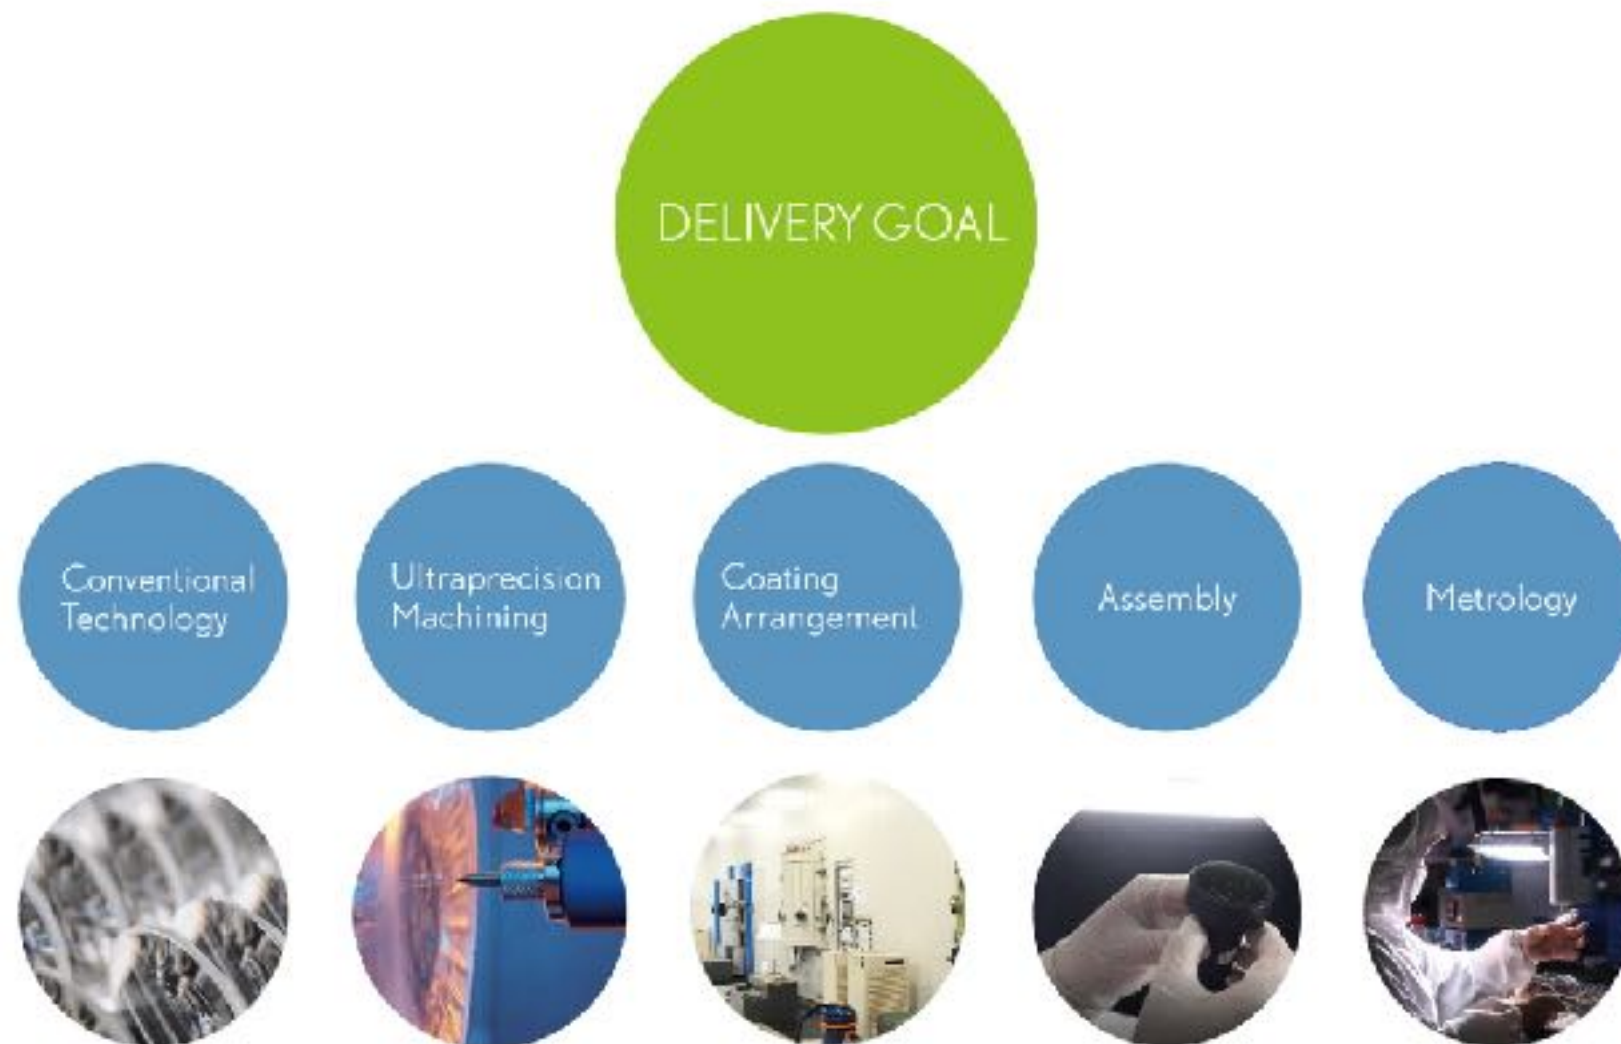 DELIVERY GOAL
Conventional
Technology
Ultraprecision
Machining
Coating
Arrangement
Assembly
Metrology